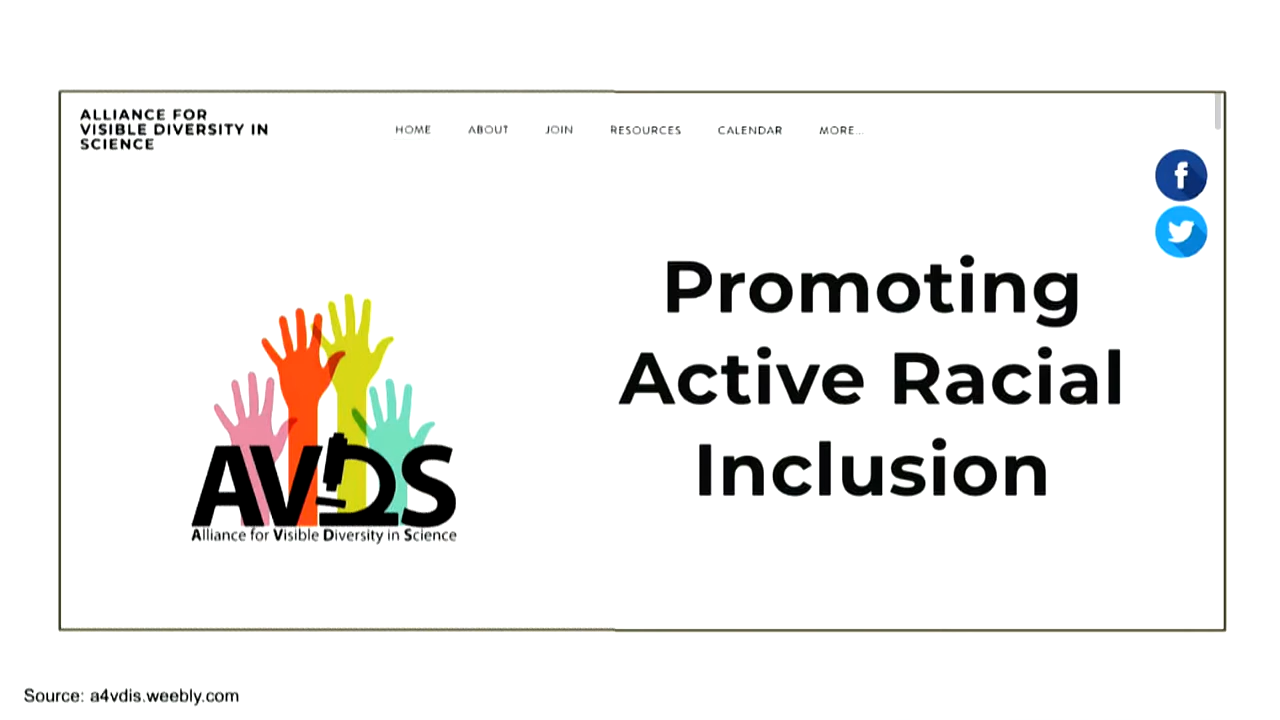 ALLIANCE FOR
VISIBLE DIVERSITY IN
SCIENCE
HOME ABOUT JOIN RESOURCES CALENDAR MORE...
Promoting
Active Racial
Inclusion
AVDS
Alliance for Visible Diversity in Science
Source: a4vdis.weebly.com